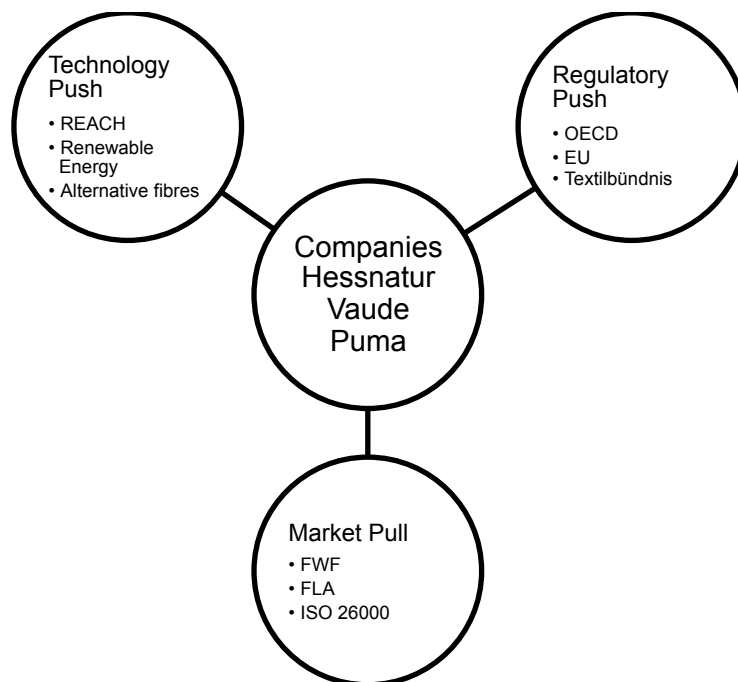 Technology
Push
• REACH
• Renewable
Energy
• Alternative fibres
Regulatory
Push
• OECD
• EU
• Textilbündnis
Companies
Hessnatur
Vaude
Puma
Market Pull
• FWF
• FLA
• ISO 26000